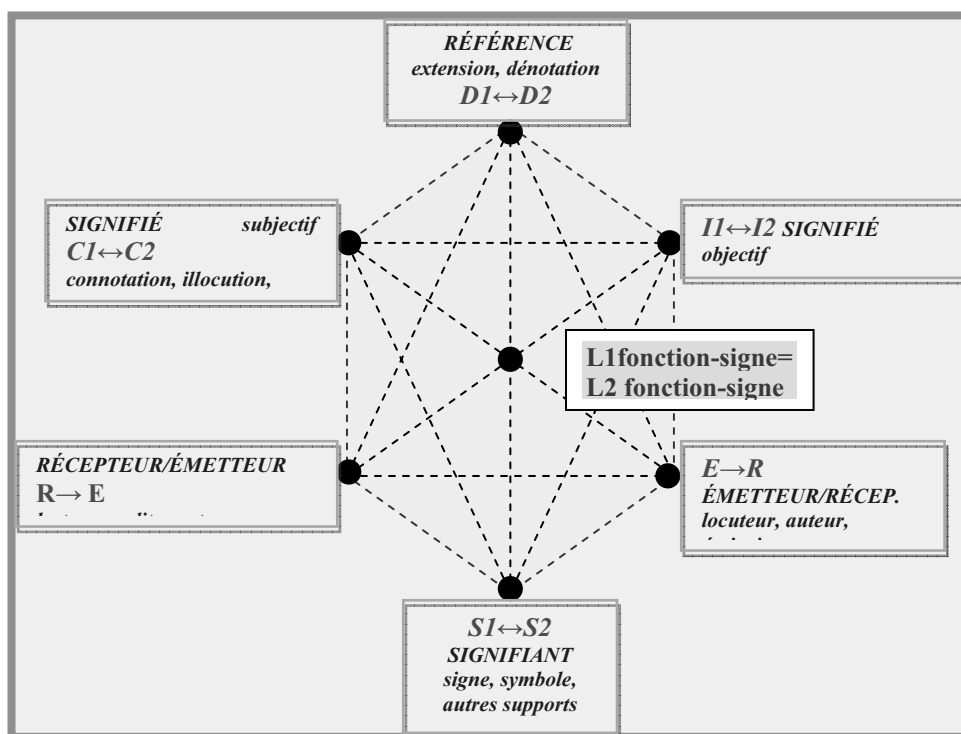 RÉFÉRENCE
extension, dénotation
D1↔D2
SIGNIFIÉ subjectif
C1↔C2
connotation, illocution,
I1↔I2 SIGNIFIÉ
objectif
L1fonction-signe=
L2 fonction-signe
RÉCEPTEUR/ÉMETTEUR
R→ E
E→R
ÉMETTEUR/RÉCEP.
locuteur, auteur,
S1↔S2
SIGNIFIANT
signe, symbole,
autres supports